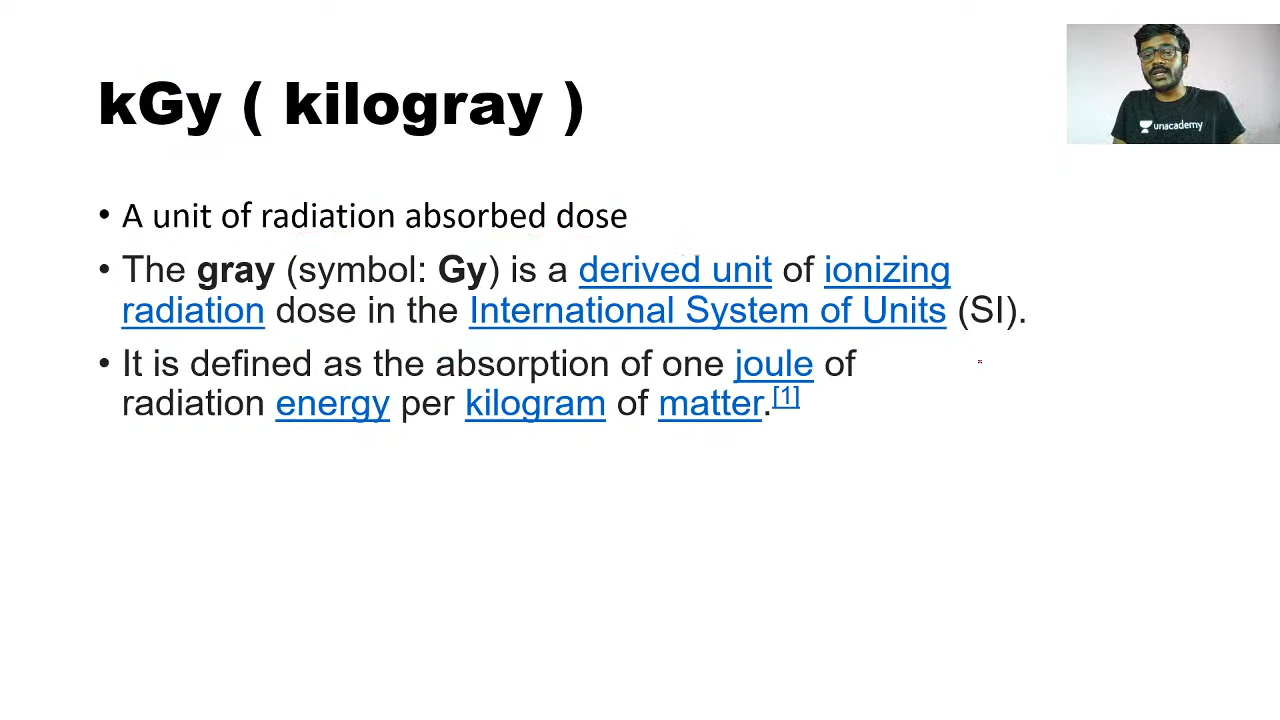 kGy ( kilogray )
unacademy
• A unit of radiation absorbed dose
• The gray (symbol: Gy) is a derived unit of ionizing
radiation dose in the International System of Units (SI).
• It is defined as the absorption of one joule of
radiation energy per kilogram of matter.[1]